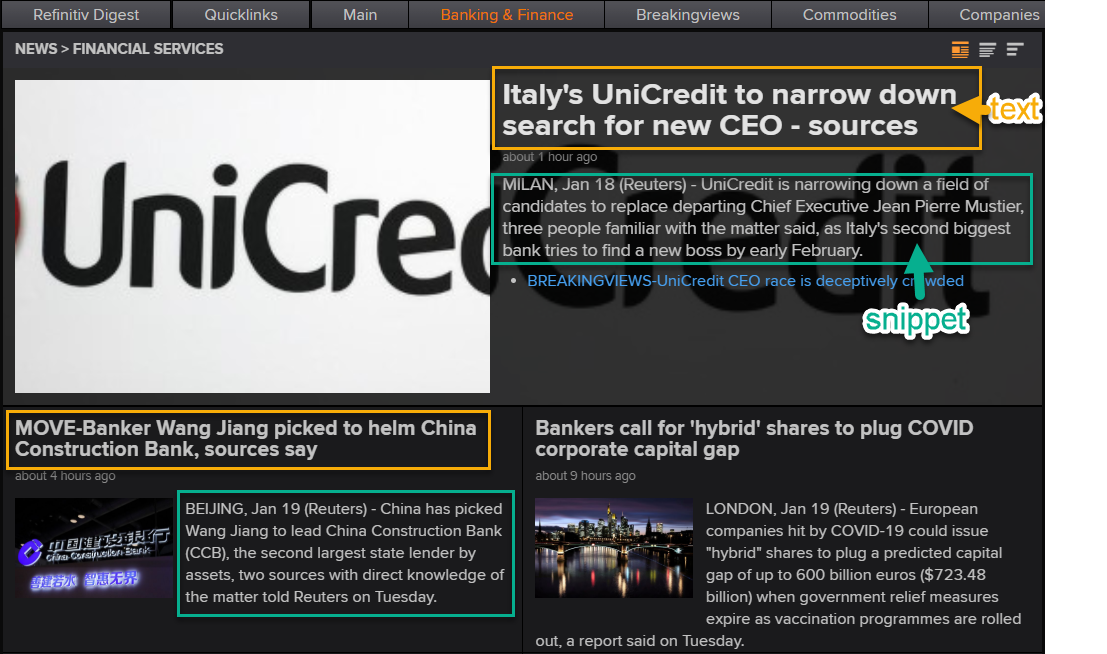 Refinitiv Digest Quicklinks Main Banking & Finance Breakingviews Commodities Companies
NEWS > FINANCIAL SERVICES
UniCred
Italy's UniCredit to narrow down
search for new CEO - sources
text
about 1 hour ago
MILAN, Jan 18 (Reuters) - UniCredit is narrowing down a field of
candidates to replace departing Chief Executive Jean Pierre Mustier,
three people familiar with the matter said, as Italy's second biggest
bank tries to find a new boss by early February.
• BREAKINGVIEWS-UniCredit CEO race is deceptively crowded
snippet
MOVE-Banker Wang Jiang picked to helm China
Construction Bank, sources say
about 4 hours ago
中国建设银行
China Construction Bank
善建若水 智慧无界
BEIJING, Jan 19 (Reuters) - China has picked
Wang Jiang to lead China Construction Bank
(CCB), the second largest state lender by
assets, two sources with direct knowledge of
the matter told Reuters on Tuesday.
Bankers call for 'hybrid' shares to plug COVID
corporate capital gap
about 9 hours ago
LONDON, Jan 19 (Reuters) - European
companies hit by COVID-19 could issue
"hybrid" shares to plug a predicted capital
gap of up to 600 billion euros ($723.48
billion) when government relief measures
expire as vaccination programmes are rolled
out, a report said on Tuesday.